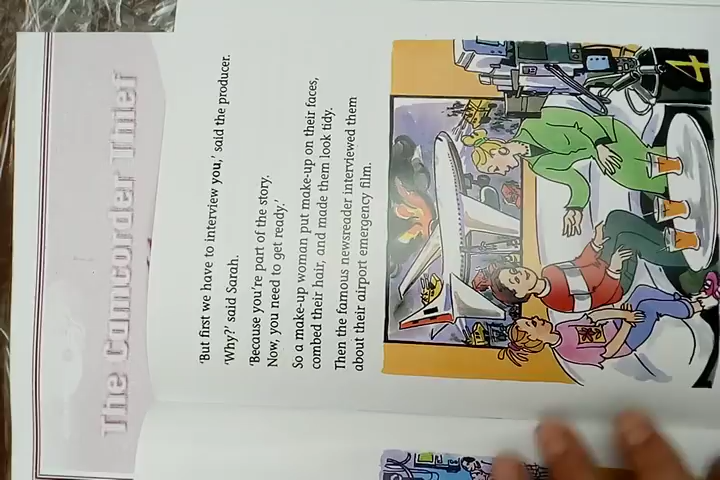 The Camcorder Thief
'But first we have to interview you,' said the producer.
'Why?' said Sarah.
'Because you're part of the story.
Now, you need to get ready.'
So a make-up woman put make-up on their faces,
combed their hair, and made them look tidy.
Then the famous newsreader interviewed them
about their airport emergency film.
4